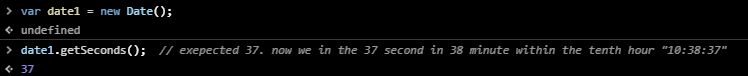 > var date1 = new Date();
< undefined
> date1.getSeconds();  // exepected 37. now we in the 37 second in 38 minute within the tenth hour "10:38:37"
< 37